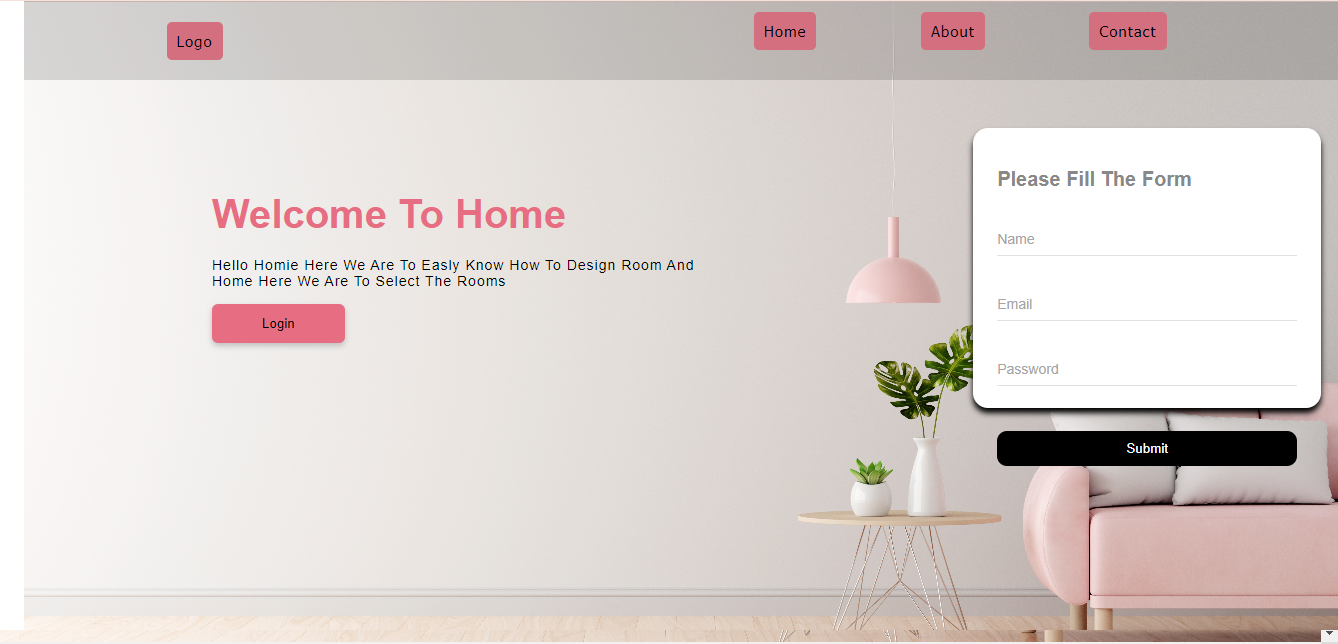 Logo
Home
About
Contact
Welcome To Home
Hello Homie Here We Are To Easly Know How To Design Room And
Home Here We Are To Select The Rooms
Login
Please Fill The Form
Name
Email
Password
Submit